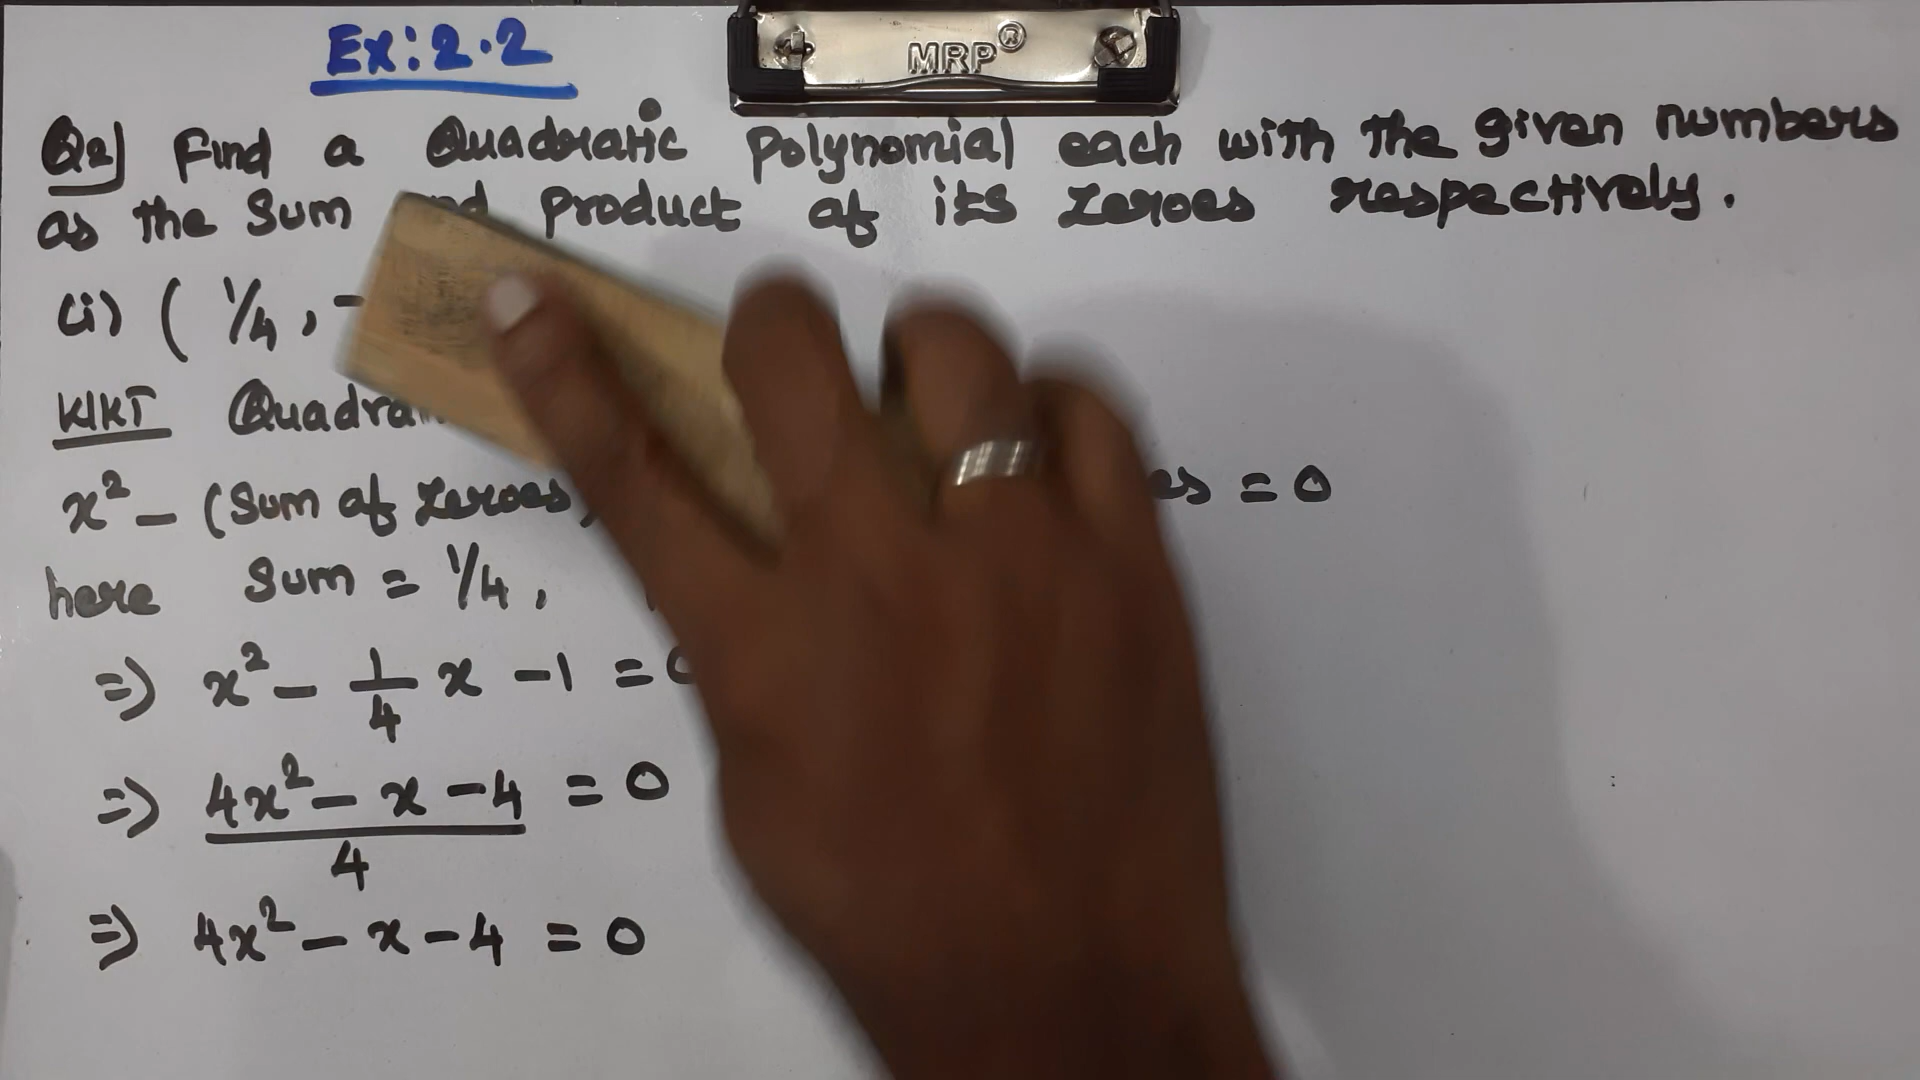 Ex: 2.2
MRP®
Q2) Find a Quadratic Polynomial each with the given numbers
as the Sum product of its zeroes respectively.
(i) ( 1/4, -
WKT
x² - (Sum of zeroes) = 0
here Sum = 1/4,
⇒ x² - 1/4 x - 1 = 0
⇒ 4x² - x - 4 / 4 = 0
⇒ 4x² - x - 4 = 0